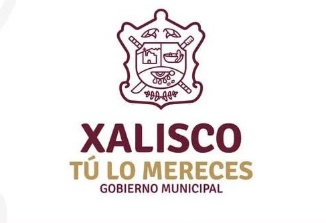 XALISCO
TÚ LO MERECES
GOBIERNO MUNICIPAL